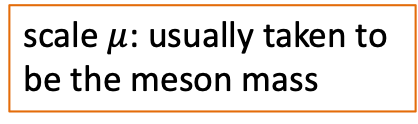 scale 𝜇: usually taken to
be the meson mass